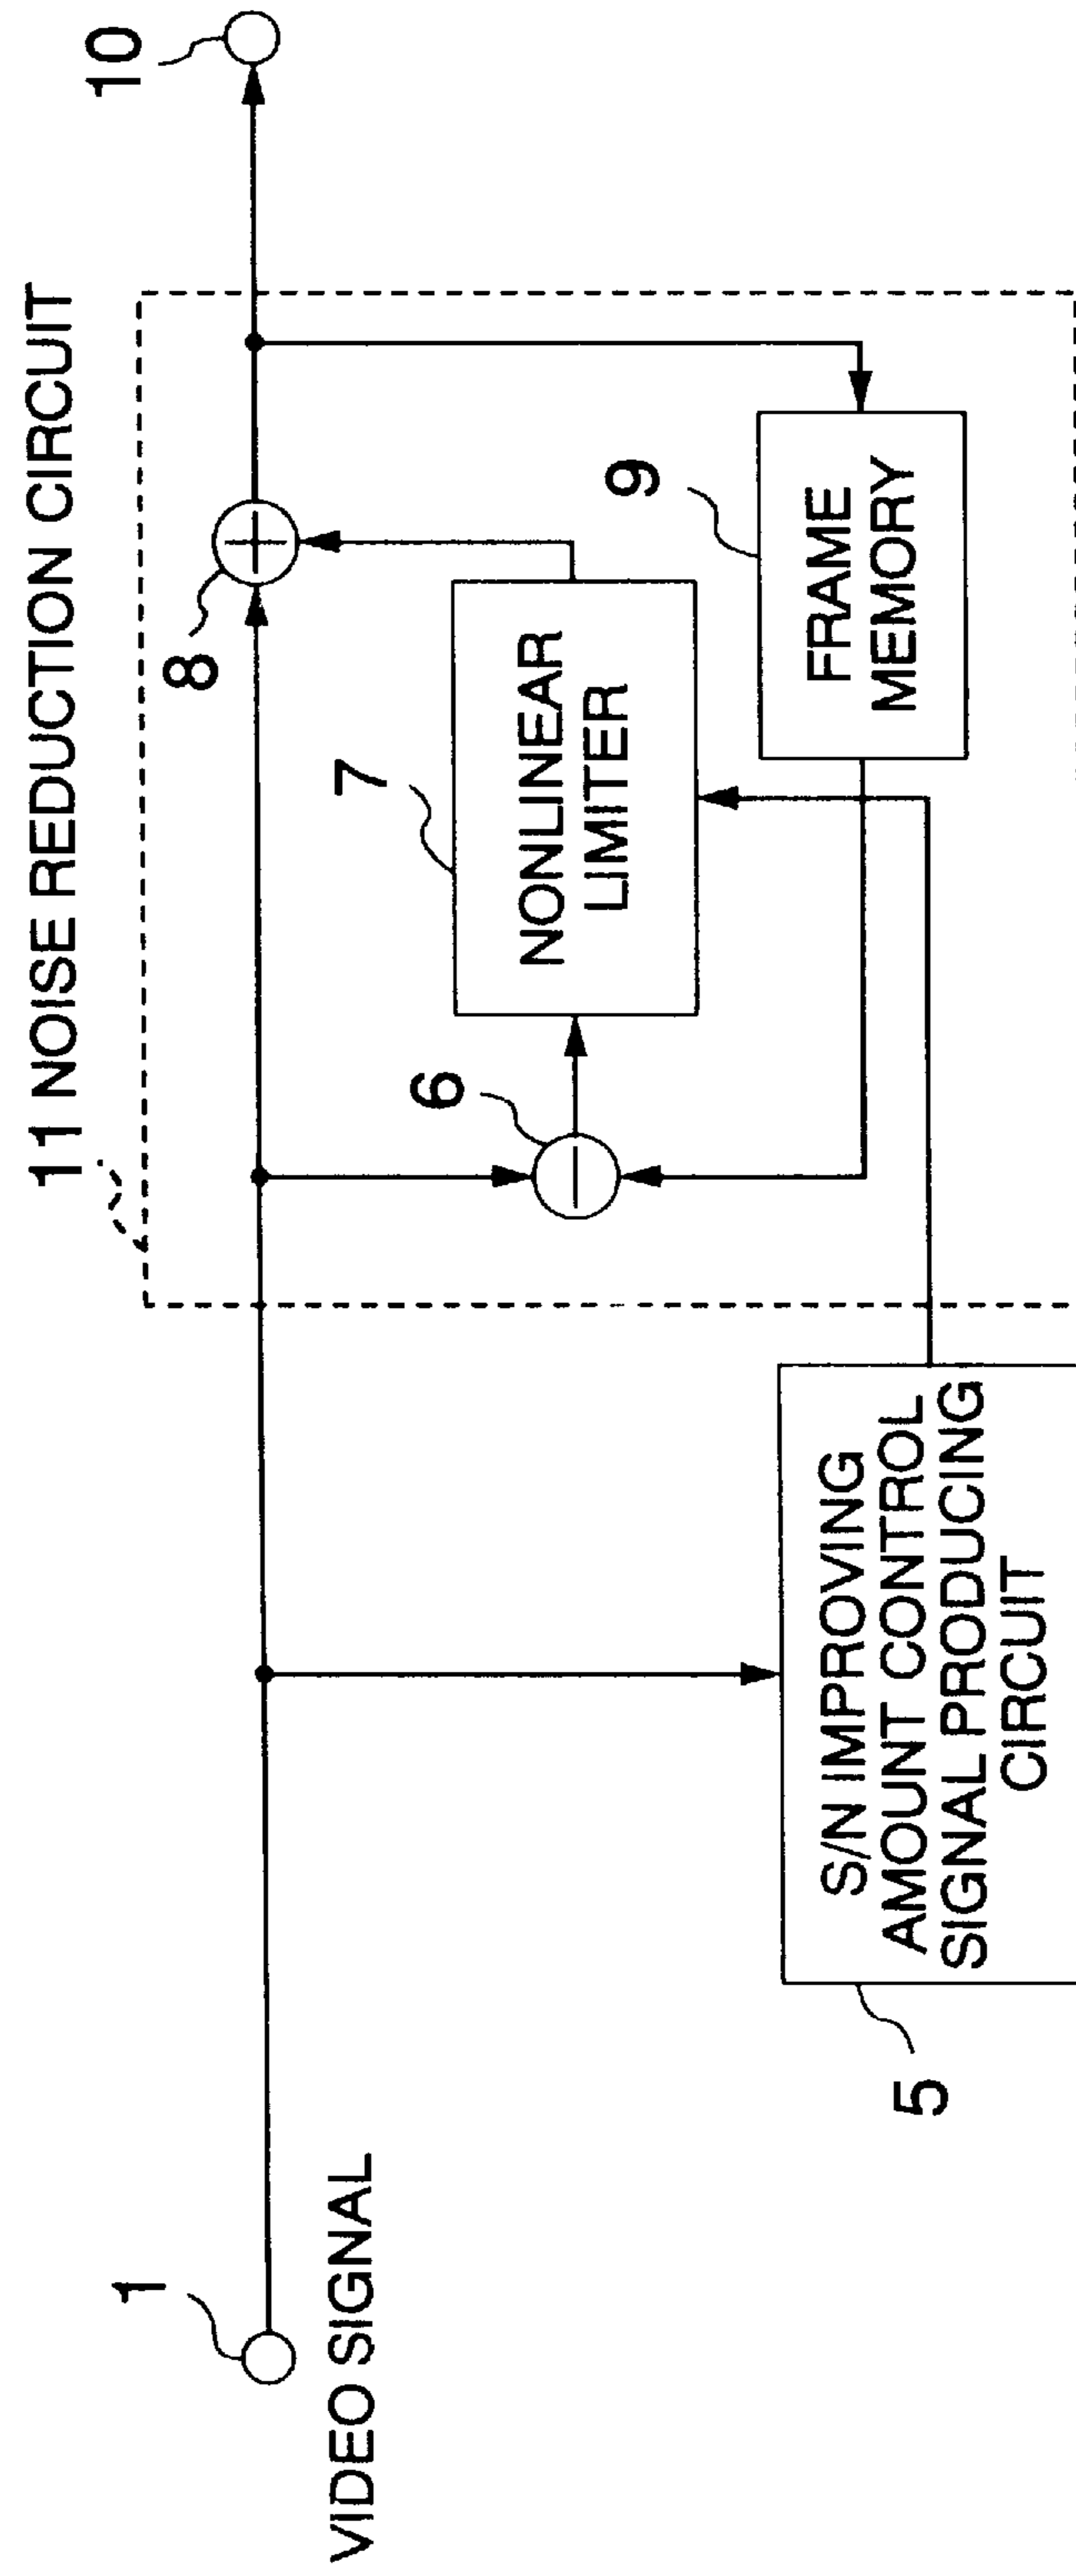 11 NOISE REDUCTION CIRCUIT
10
8
7
NONLINEAR
LIMITER
9
FRAME
MEMORY
6
1
VIDEO SIGNAL
5
S/N IMPROVING
AMOUNT CONTROL
SIGNAL PRODUCING
CIRCUIT